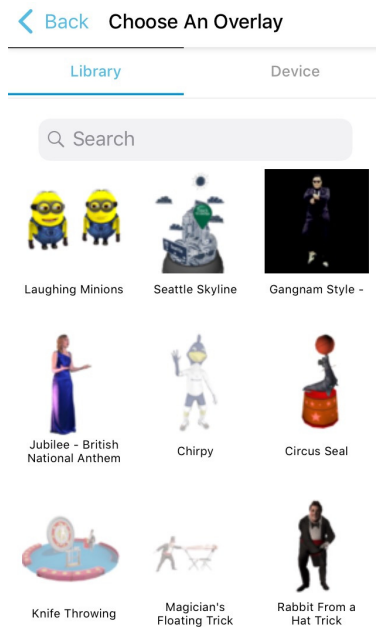 Back Choose An Overlay
Library Device
Search
Laughing Minions Seattle Skyline Gangnam Style -
Jubilee - British
National Anthem
Chirpy
Circus Seal
Knife Throwing
Magician's
Floating Trick
Rabbit From a
Hat Trick